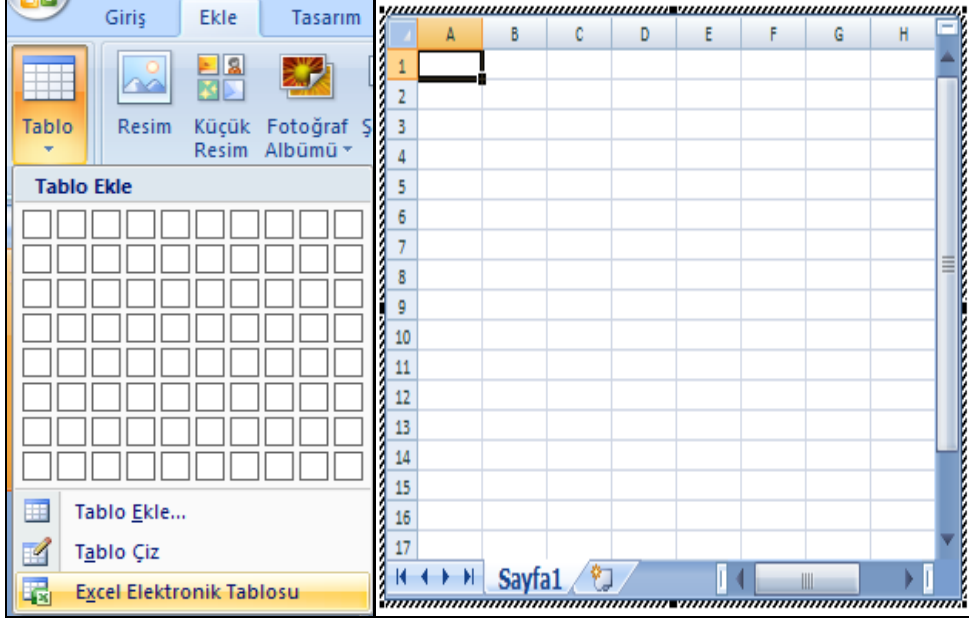 Giriş Ekle Tasarım
Tablo Resim Küçük Resim Fotoğraf Albümü Ş
Tablo Ekle
Tablo Ekle...
Tablo Çiz
Excel Elektronik Tablosu
A B C D E F G H
1
2
3
4
5
6
7
8
9
10
11
12
13
14
15
16
17
Sayfa1